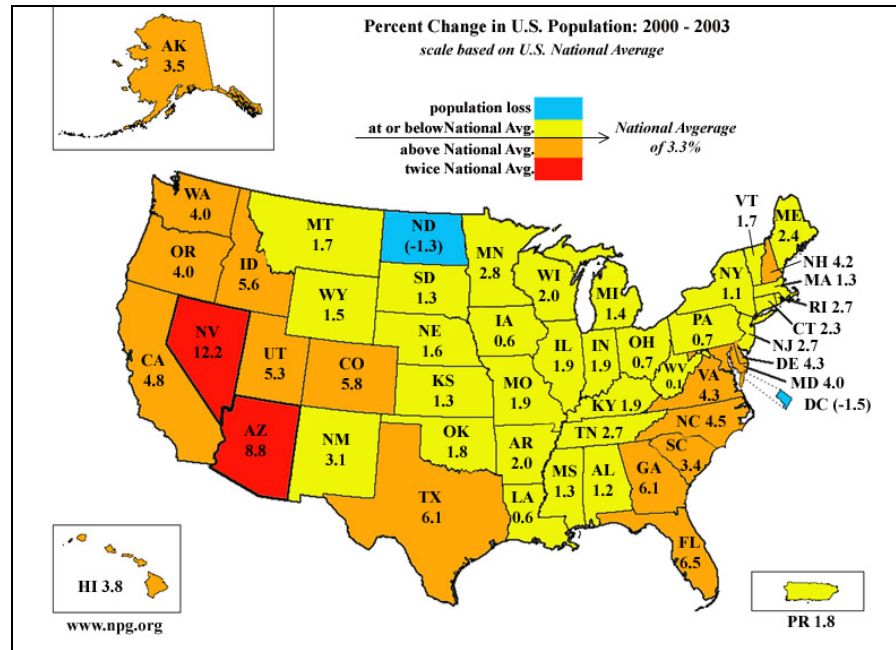 Percent Change in U.S. Population: 2000 - 2003
scale based on U.S. National Average
AK
3.5
population loss
at or belowNational Avg.
above National Avg.
twice National Avg.
National Avgerage
of 3.3%
WA
4.0
OR
4.0
ID
5.6
MT
1.7
ND
(-1.3)
MN
2.8
VT
1.7
ME
2.4
NH 4.2
MA 1.3
RI 2.7
CT 2.3
NJ 2.7
DE 4.3
MD 4.0
DC (-1.5)
WY
1.5
SD
1.3
WI
2.0
MI
1.4
NY
1.1
PA
0.7
NV
12.2
CA
4.8
UT
5.3
CO
5.8
NE
1.6
IA
0.6
IL
1.9
IN
1.9
OH
0.7
WV
0.1
VA
4.3
KS
1.3
MO
1.9
KY 1.9
NC 4.5
TN 2.7
SC
3.4
AZ
8.8
NM
3.1
OK
1.8
AR
2.0
MS
1.3
AL
1.2
GA
6.1
TX
6.1
LA
0.6
FL
6.5
HI 3.8
www.npg.org
PR 1.8